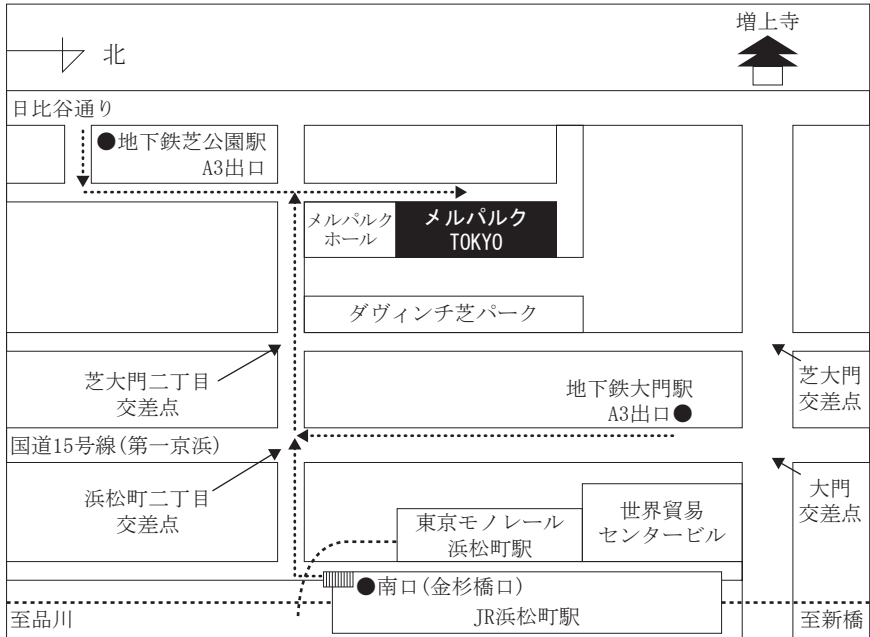 増上寺
北
日比谷通り
●地下鉄芝公園駅
A3出口
メルパルク
ホール
メルパルク
TOKYO
ダヴィンチ芝パーク
芝大門二丁目
交差点
地下鉄大門駅
A3出口●
芝大門
交差点
国道15号線(第一京浜)
浜松町二丁目
交差点
東京モノレール
浜松町駅
世界貿易
センタービル
大門
交差点
●南口(金杉橋口)
JR浜松町駅
至品川
至新橋